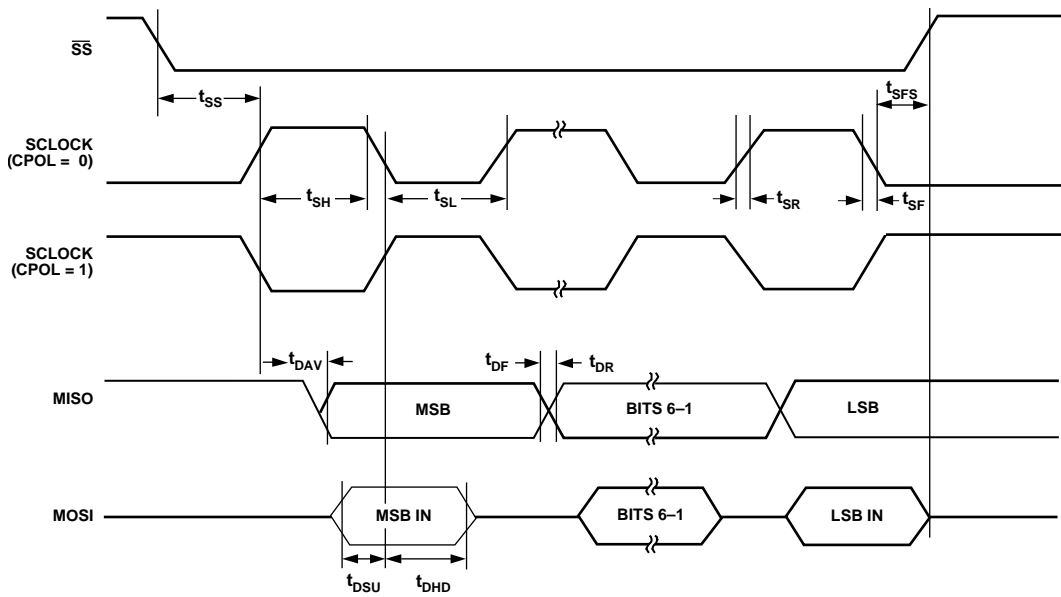 SS
tSS
tSFS
SCLOCK
(CPOL = 0)
tSH
tSL
tSR
tSF
SCLOCK
(CPOL = 1)
tDAV
tDF
tDR
MISO
MSB
BITS 6–1
LSB
MOSI
MSB IN
BITS 6–1
LSB IN
tDSU
tDHD